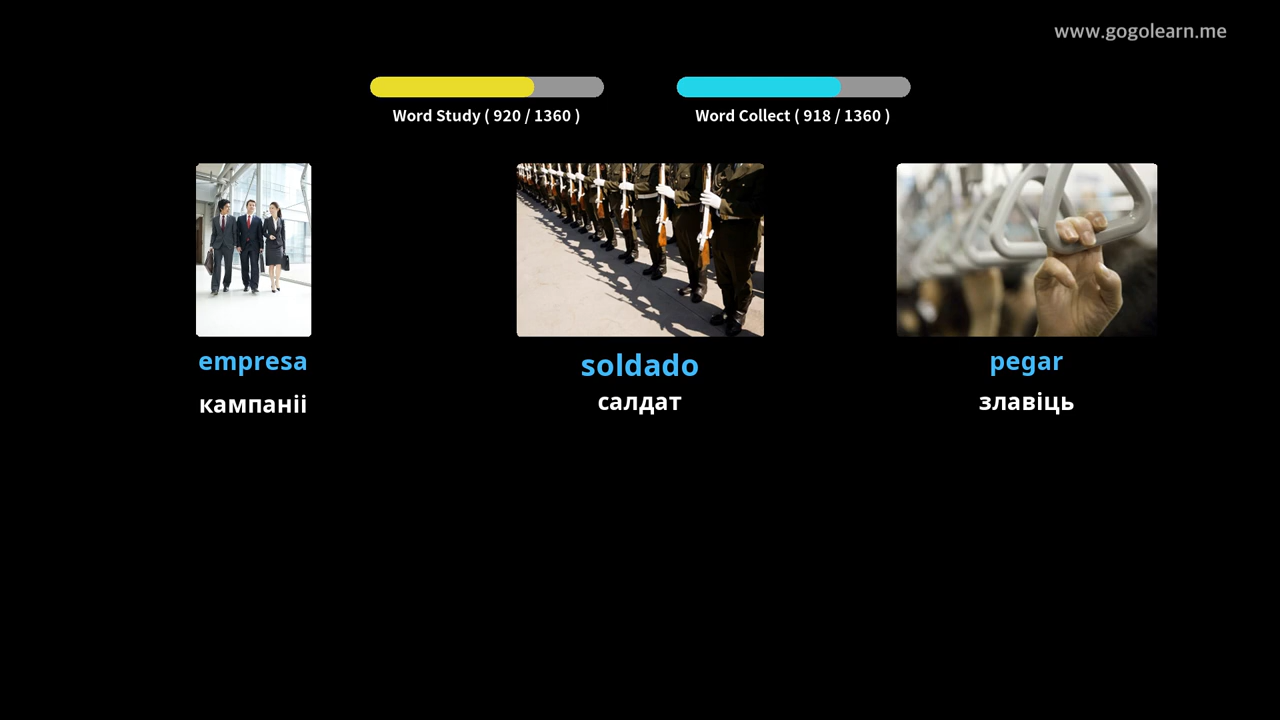 www.gogolearn.me
Word Study ( 920 / 1360 )
Word Collect ( 918 / 1360 )
empresa
кампаніі
soldado
салдат
pegar
злавіць